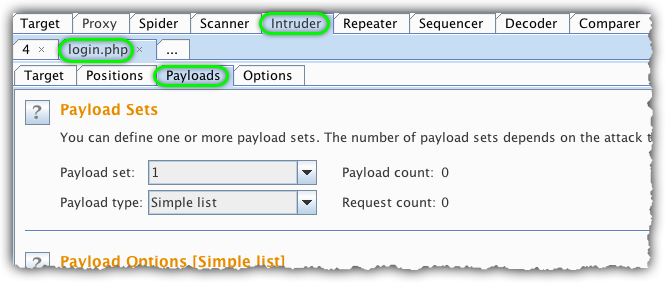 Target Proxy Spider Scanner Intruder Repeater Sequencer Decoder Comparer
4 × login.php × ...
Target Positions Payloads Options
? Payload Sets
You can define one or more payload sets. The number of payload sets depends on the attack t
Payload set: 1 Payload count: 0
Payload type: Simple list Request count: 0
? Payload Options [Simple list]